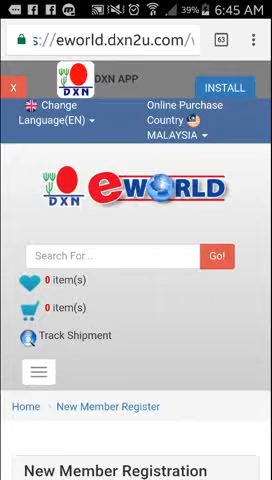 39% 6:45 AM
s://eworld.dxn2u.com/
63
DXN
DXN APP
X
INSTALL
Change
Language(EN)
Online Purchase
Country
MALAYSIA
DXN
eWORLD
Search For...
Go!
0 item(s)
0 item(s)
Track Shipment
Home
New Member Register
New Member Registration